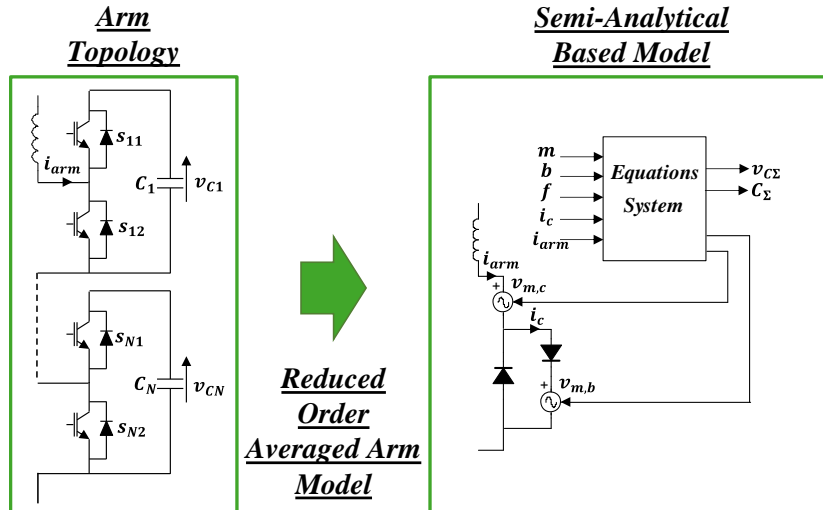 Arm
Topology
s11
iarm
C1
vC1
s12
sN1
CN
vCN
sN2
Reduced
Order
Averaged Arm
Model
Semi-Analytical
Based Model
m
b
f
ic
iarm
Equations
System
vCΣ
CΣ
iarm
+
vm,c
ic
+
vm,b